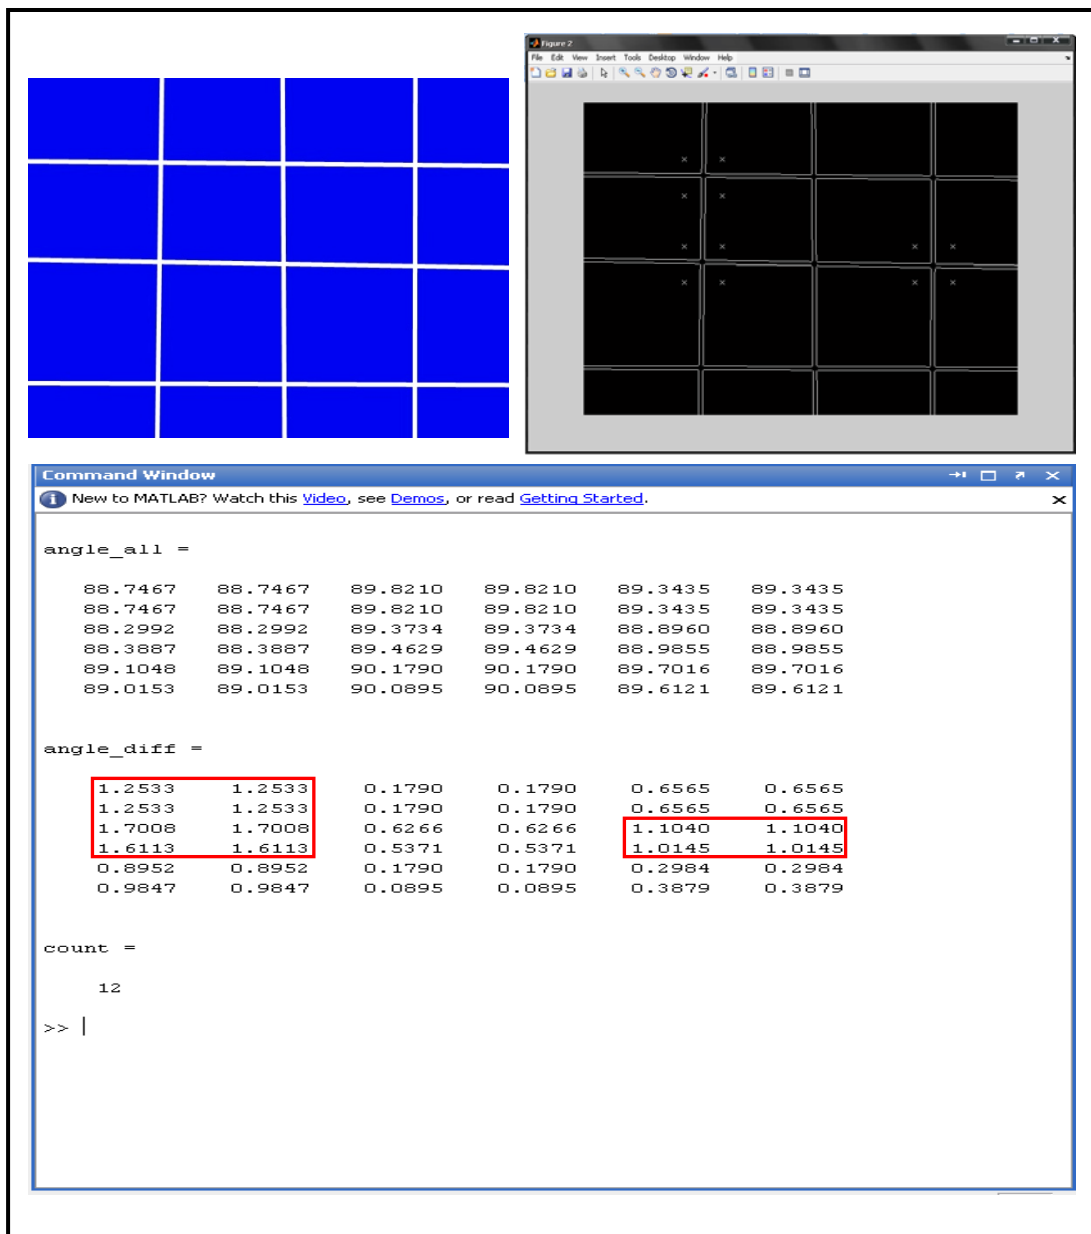 Figure 2
File Edit View Insert Tools Desktop Window Help
Command Window
New to MATLAB? Watch this Video, see Demos, or read Getting Started.
angle_all =
88.7467 88.7467 89.8210 89.8210 89.3435 89.3435
88.7467 88.7467 89.8210 89.8210 89.3435 89.3435
88.2992 88.2992 89.3734 89.3734 88.8960 88.8960
88.3887 88.3887 89.4629 89.4629 88.9855 88.9855
89.1048 89.1048 90.1790 90.1790 89.7016 89.7016
89.0153 89.0153 90.0895 90.0895 89.6121 89.6121
angle_diff =
1.2533 1.2533 0.1790 0.1790 0.6565 0.6565
1.2533 1.2533 0.1790 0.1790 0.6565 0.6565
1.7008 1.7008 0.6266 0.6266 1.1040 1.1040
1.6113 1.6113 0.5371 0.5371 1.0145 1.0145
0.8952 0.8952 0.1790 0.1790 0.2984 0.2984
0.9847 0.9847 0.0895 0.0895 0.3879 0.3879
count =
12
>>